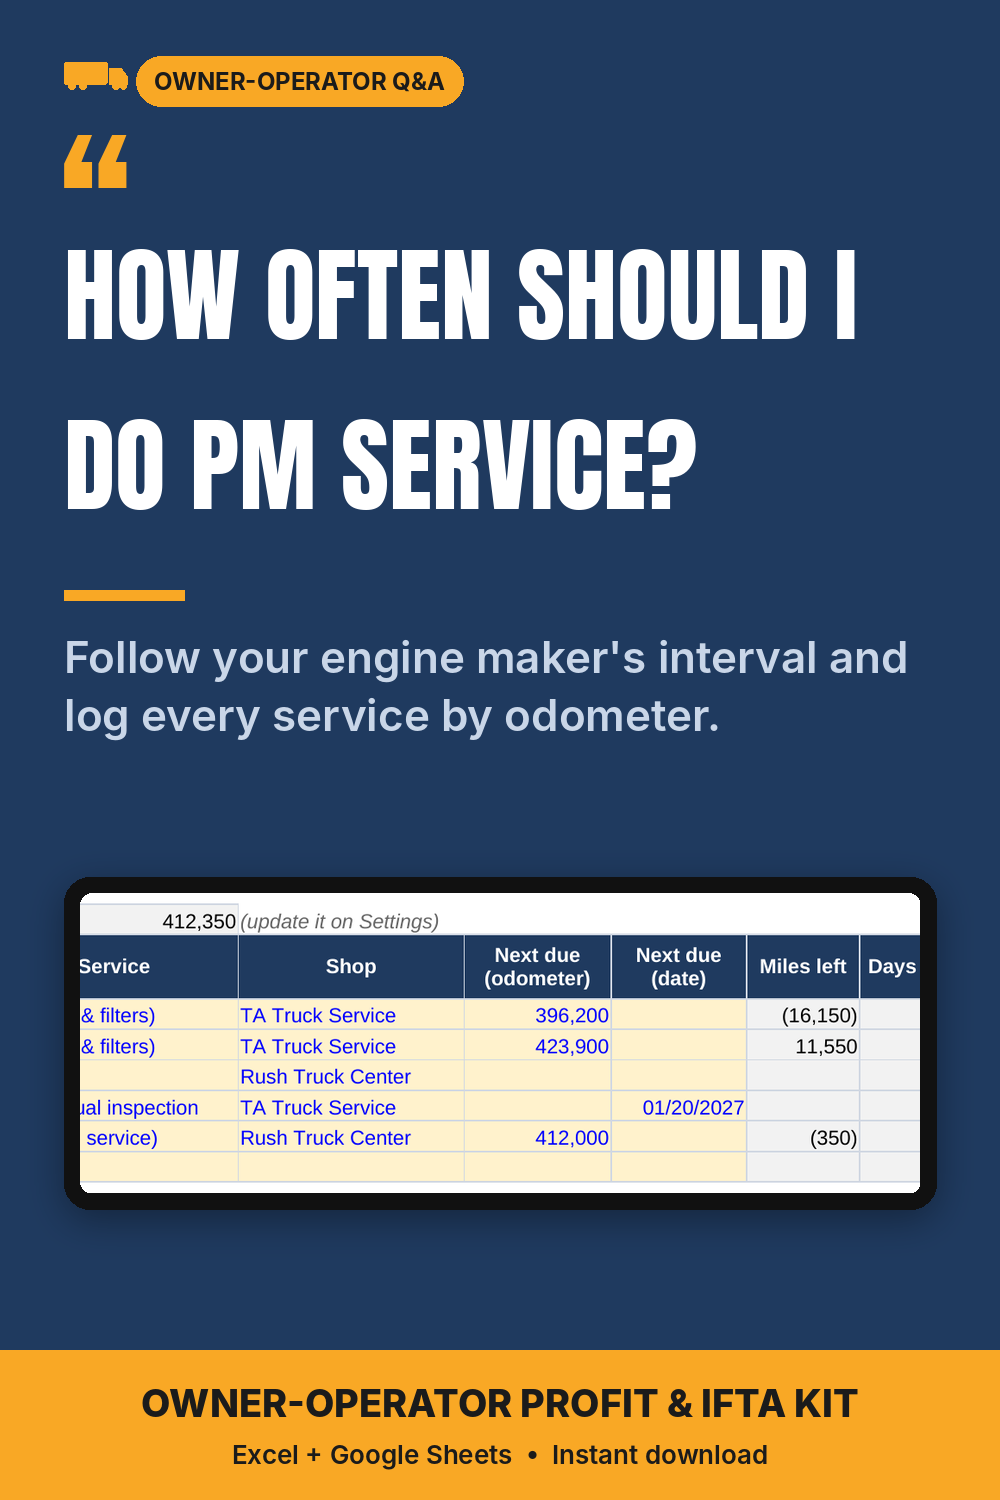 OWNER-OPERATOR Q&A
“
HOW OFTEN SHOULD I
DO PM SERVICE?
Follow your engine maker's interval and
log every service by odometer.
412,350 (update it on Settings)
Service Shop Next due (odometer) Next due (date) Miles left Days
& filters) TA Truck Service 396,200 (16,150)
& filters) TA Truck Service 423,900 11,550
Rush Truck Center
ual inspection TA Truck Service 01/20/2027
service) Rush Truck Center 412,000 (350)
OWNER-OPERATOR PROFIT & IFTA KIT
Excel + Google Sheets • Instant download